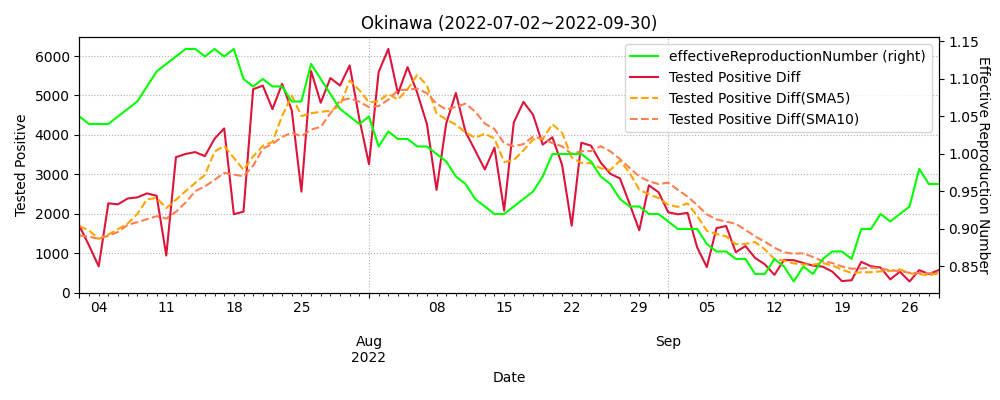 Okinawa (2022-07-02~2022-09-30)
effectiveReproductionNumber (right)
Tested Positive Diff
Tested Positive Diff(SMA5)
Tested Positive Diff(SMA10)
Tested Positive
6000
5000
4000
3000
2000
1000
0
1.15
1.10
1.05
1.00
0.95
0.90
0.85
Effective Reproduction Number
04 11 18 25 08 15 22 29 05 12 19 26
Aug Sep
2022
Date